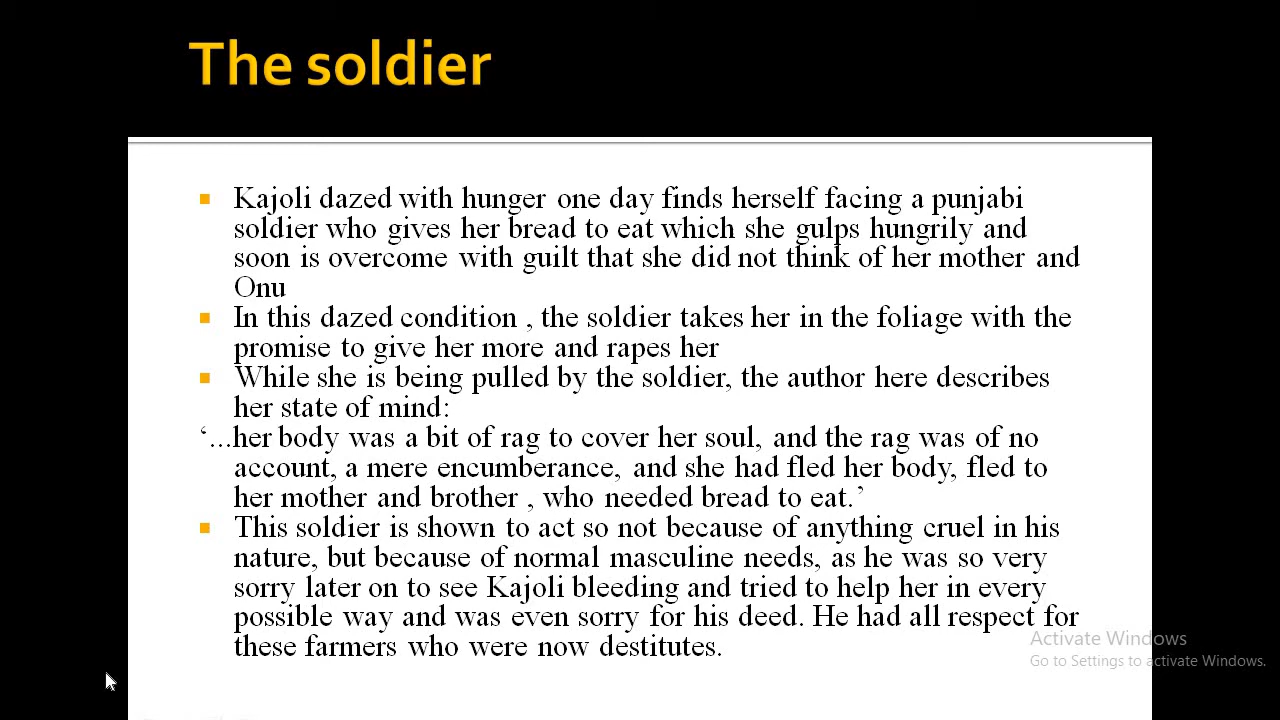 The soldier
Kajoli dazed with hunger one day finds herself facing a punjabi
soldier who gives her bread to eat which she gulps hungrily and
soon is overcome with guilt that she did not think of her mother and
Onu
In this dazed condition , the soldier takes her in the foliage with the
promise to give her more and rapes her
While she is being pulled by the soldier, the author here describes
her state of mind:
‘...her body was a bit of rag to cover her soul, and the rag was of no
account, a mere encumberance, and she had fled her body, fled to
her mother and brother , who needed bread to eat.’
This soldier is shown to act so not because of anything cruel in his
nature, but because of normal masculine needs, as he was so very
sorry later on to see Kajoli bleeding and tried to help her in every
possible way and was even sorry for his deed. He had all respect for
these farmers who were now destitutes.
Activate Windows
Go to Settings to activate Windows.